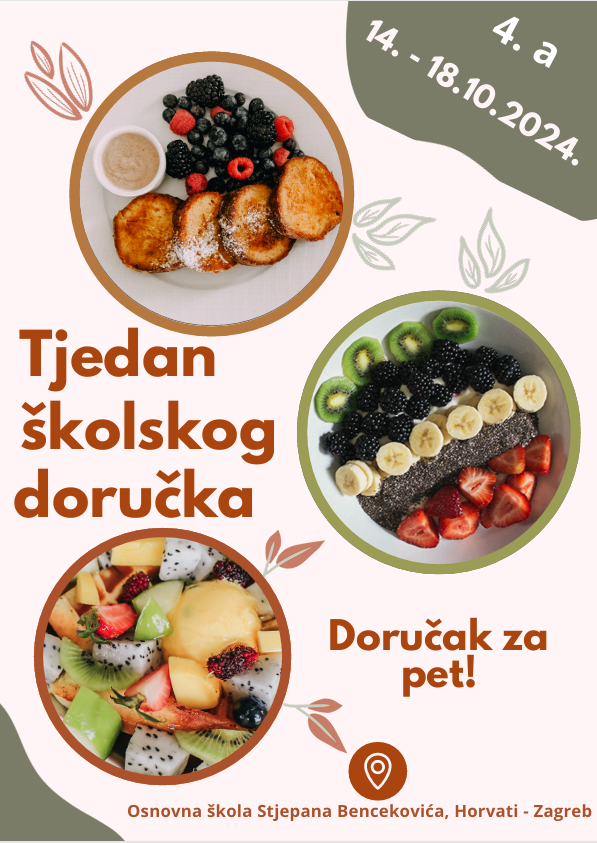 4. a
14. - 18.10.2024.
Tjedan
školskog
doručka
Doručak za
pet!
Osnovna škola Stjepana Bencekovića, Horvati - Zagreb